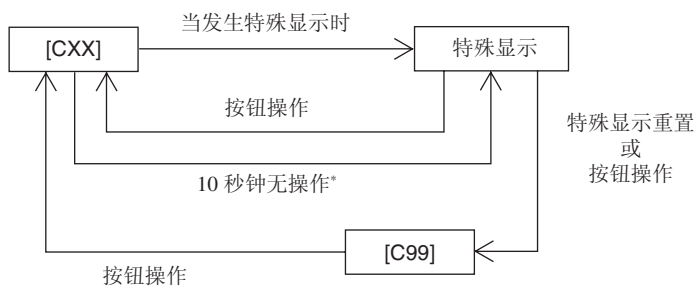 当发生特殊显示时
[CXX]
特殊显示
按钮操作
特殊显示重置
或
按钮操作
10 秒钟无操作*
[C99]
按钮操作